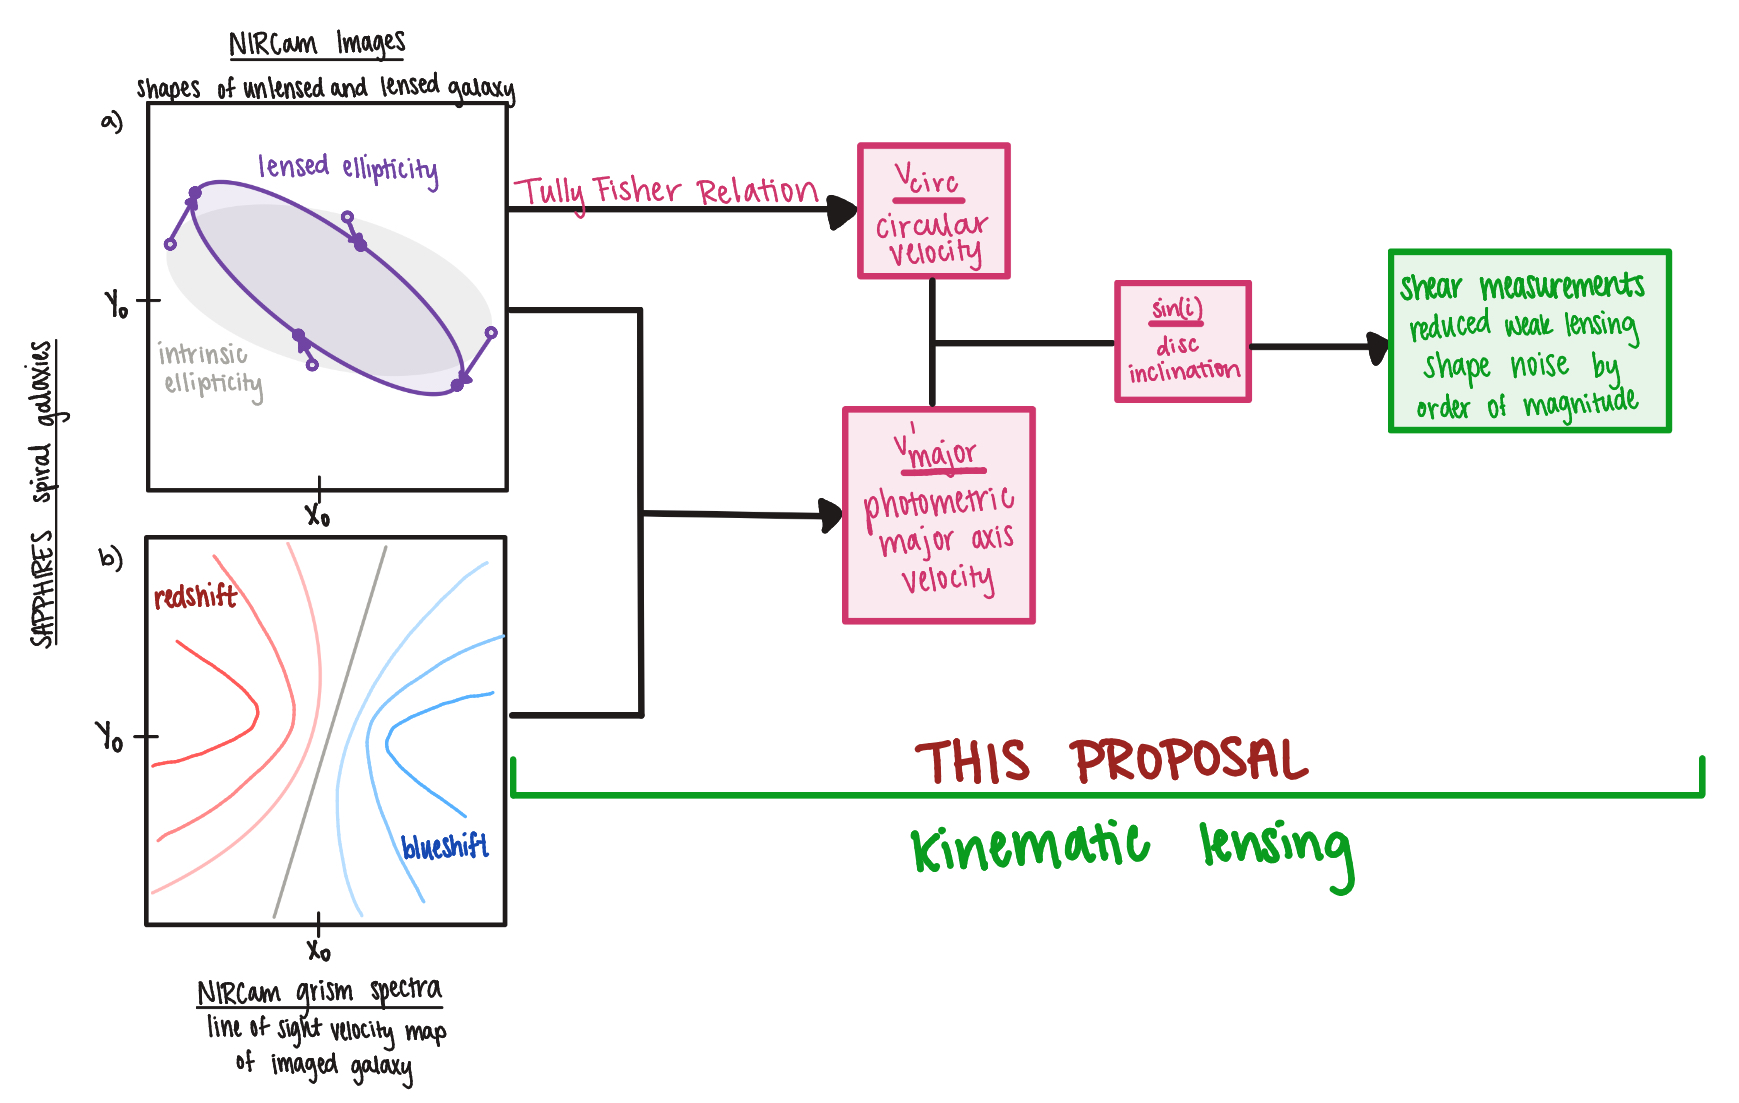 NIRCam Images
shapes of unlensed and lensed galaxy
a)
lensed ellipticity
intrinsic
ellipticity
Y₀
X₀
SAPPHIRES spiral galaxies
Tully Fisher Relation
Vcirc
circular
velocity
V'major
photometric
major axis
velocity
sin(i)
disc
inclination
shear measurements
reduced weak lensing
shape noise by
order of magnitude
b)
redshift
blueshift
Y₀
X₀
NIRCam grism spectra
line of sight velocity map
of imaged galaxy
THIS PROPOSAL
kinematic lensing